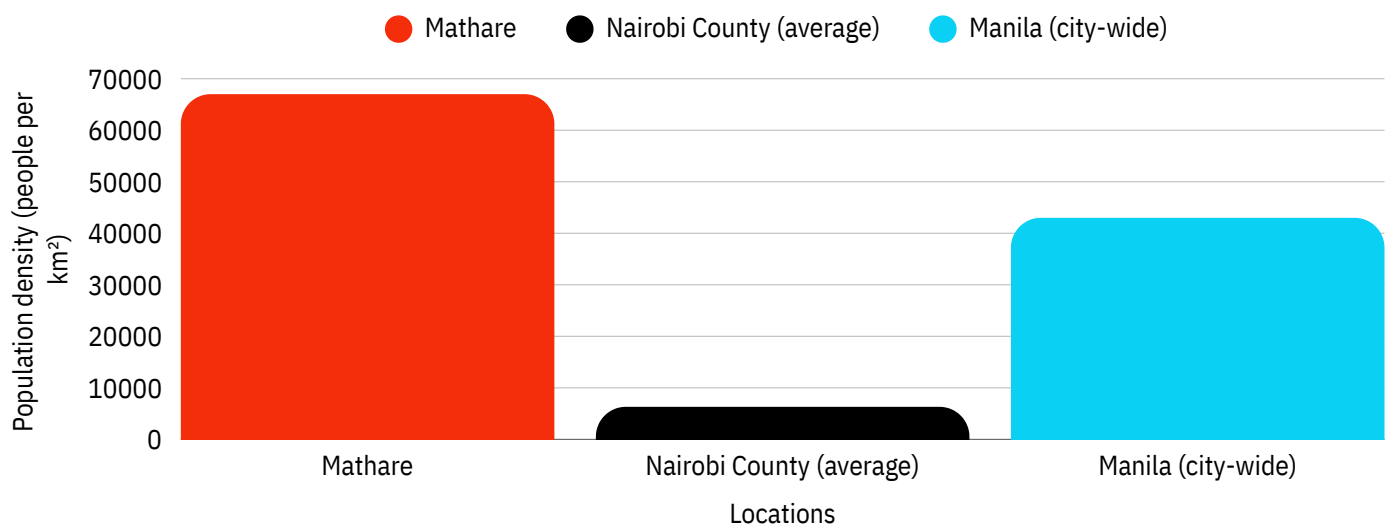 Mathare
Nairobi County (average)
Manila (city-wide)
Population density (people per
km²)
70000
60000
50000
40000
30000
20000
10000
0
Mathare
Nairobi County (average)
Manila (city-wide)
Locations